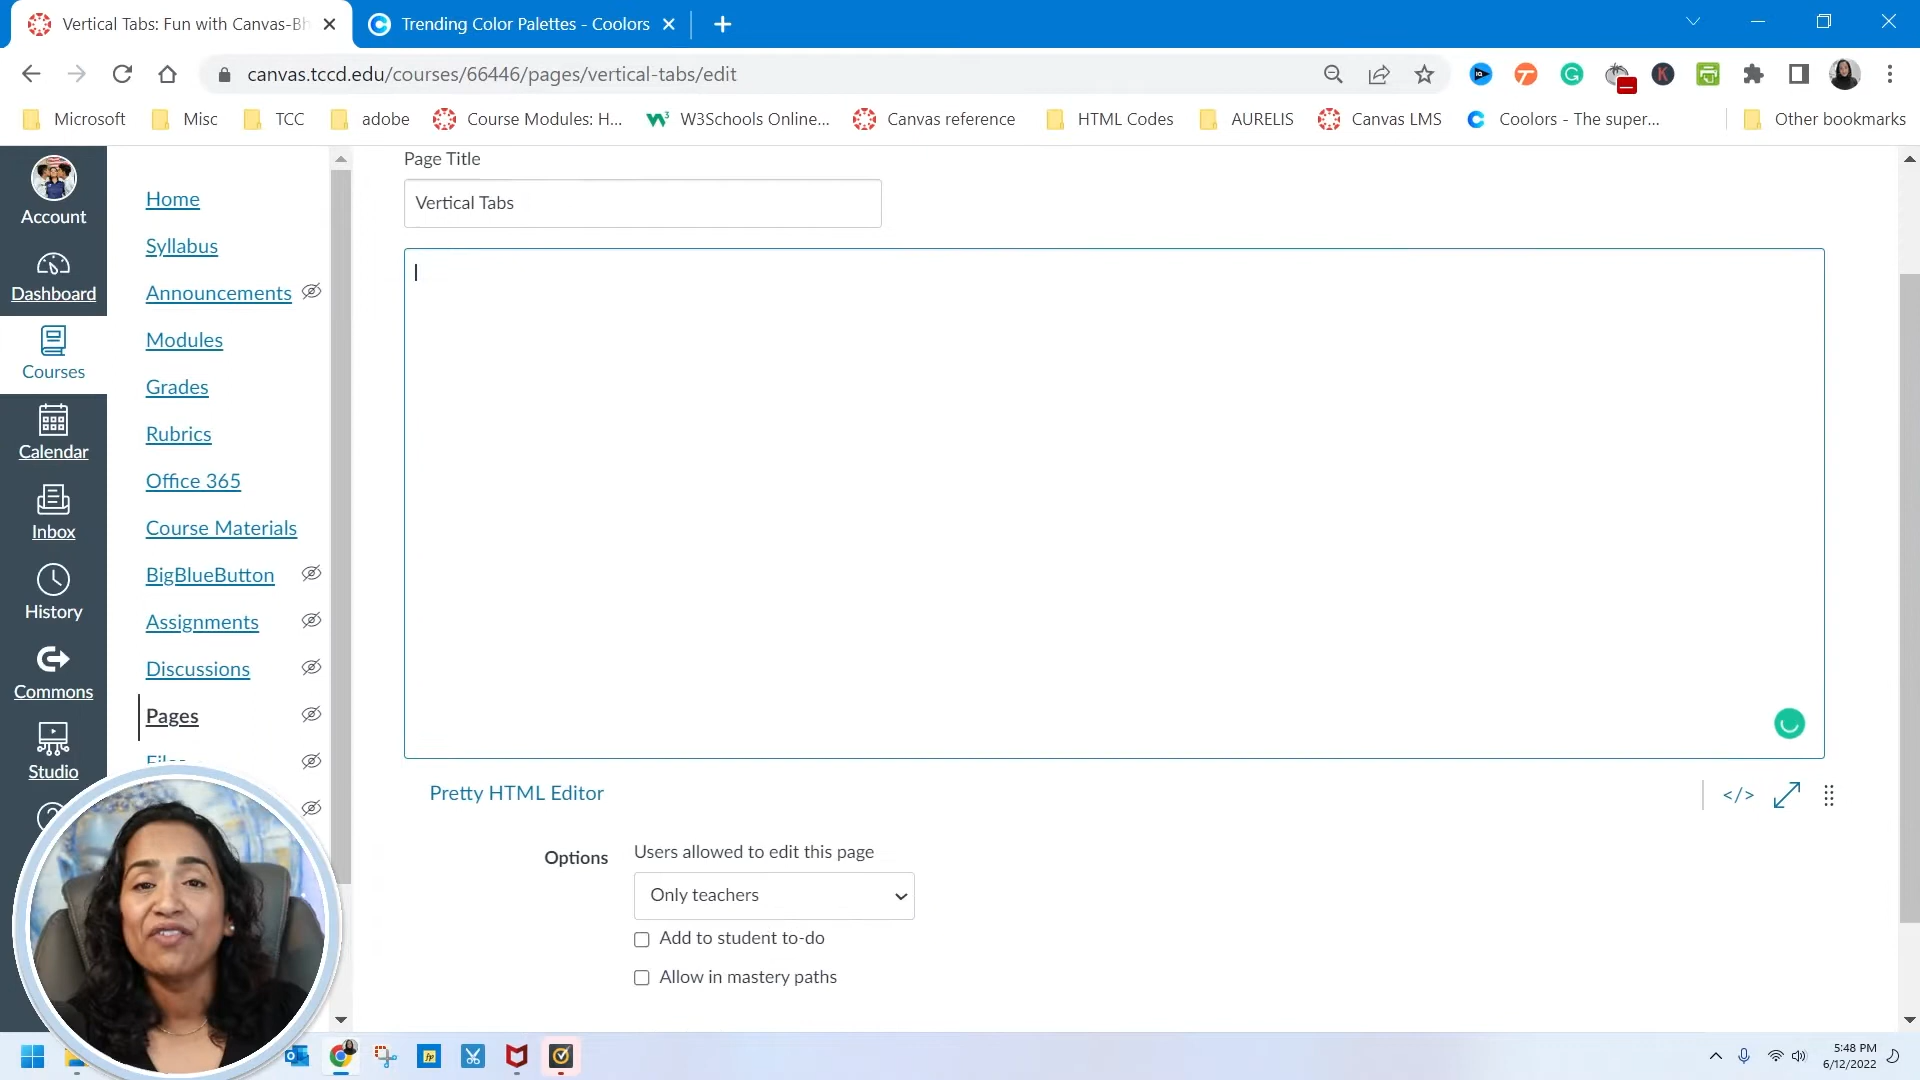 Vertical Tabs: Fun with Canvas-Bh
Trending Color Palettes - Coolors
canvas.tccd.edu/courses/66446/pages/vertical-tabs/edit
Microsoft
Misc
TCC
adobe
Course Modules: H...
W3Schools Online...
Canvas reference
HTML Codes
AURELIS
Canvas LMS
Coolors - The super...
Other bookmarks
Account
Dashboard
Courses
Calendar
Inbox
History
Commons
Studio
Home
Syllabus
Announcements
Modules
Grades
Rubrics
Office 365
Course Materials
BigBlueButton
Assignments
Discussions
Pages
Files
Page Title
Vertical Tabs
Pretty HTML Editor
</>
Options
Users allowed to edit this page
Only teachers
Add to student to-do
Allow in mastery paths
5:48 PM
6/12/2022